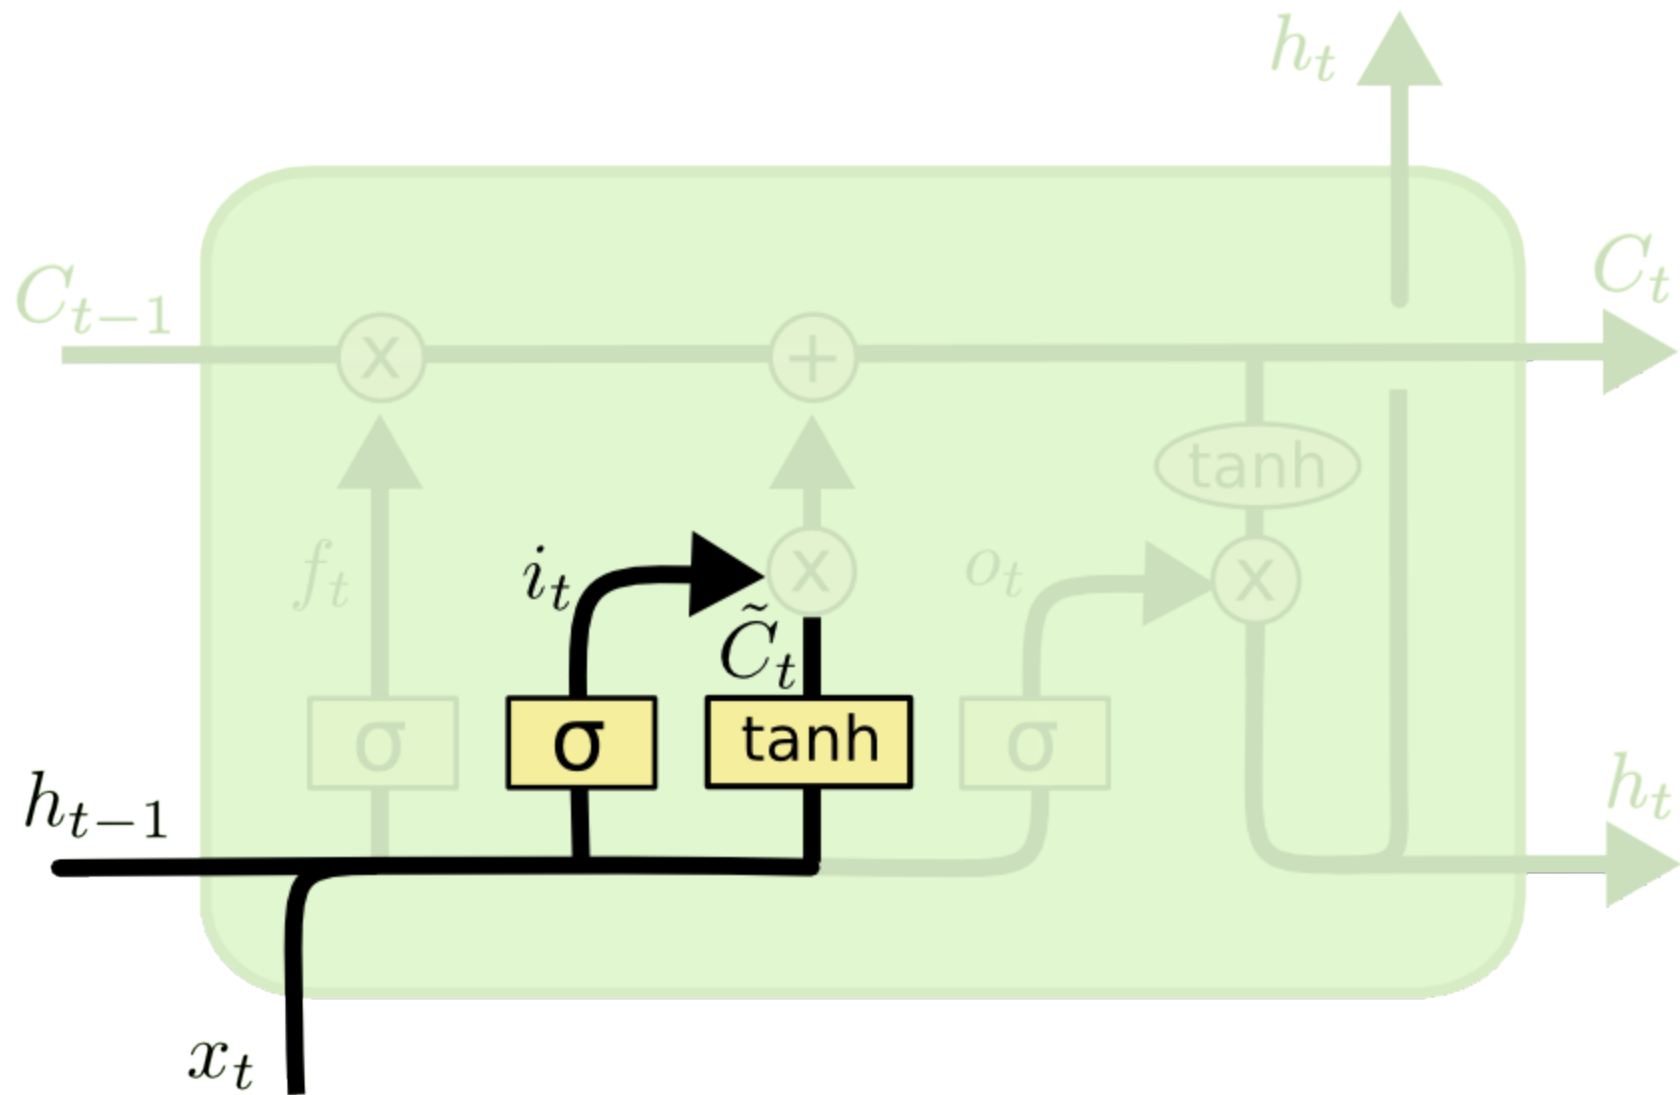 h_t
C_{t-1}
C_t
x
+
tanh
f_t
i_t
x
o_t
x
C̃_t
σ
σ
tanh
σ
h_{t-1}
h_t
x_t